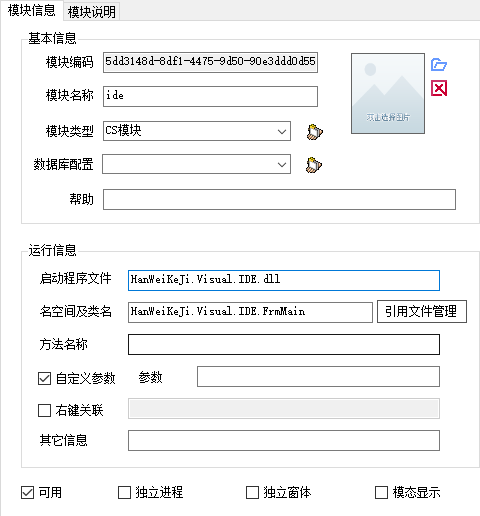 模块信息 模块说明
基本信息
模块编码 5dd3148d-8df1-4475-9d50-90e3ddd0d55
双击选择图片
模块名称 ide
模块类型 CS模块
数据库配置
帮助
运行信息
启动程序文件 HanWeiKeJi.Visual.IDE.dll
名空间及类名 HanWeiKeJi.Visual.IDE.FrmMain 引用文件管理
方法名称
自定义参数 参数
右键关联
其它信息
可用 独立进程 独立窗体 模态显示